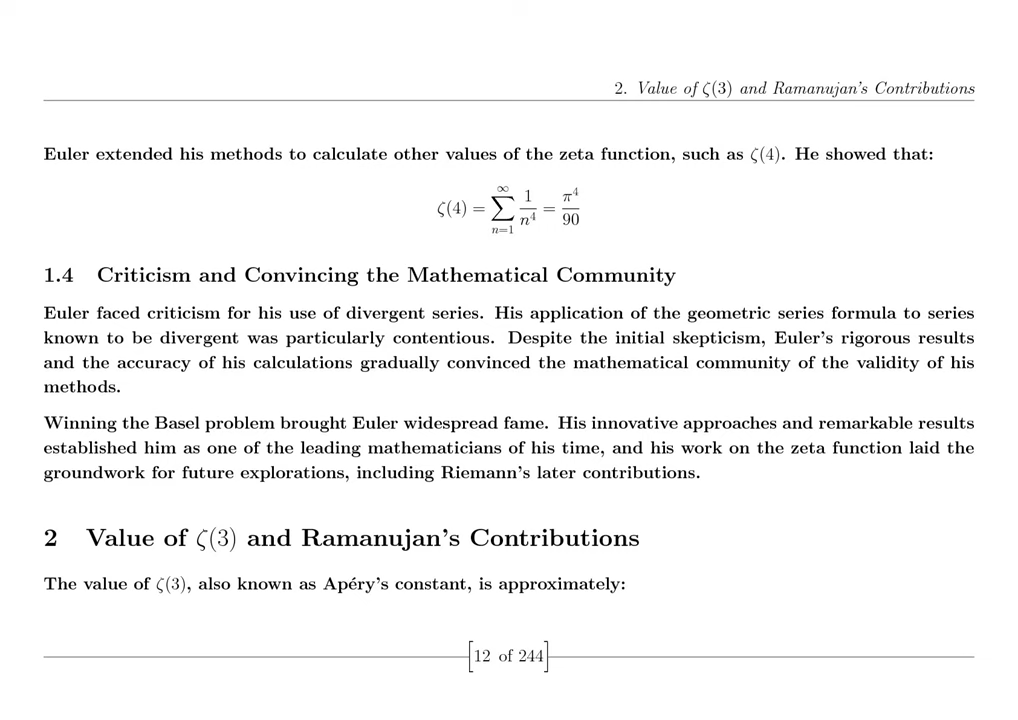 2. Value of ζ(3) and Ramanujan's Contributions
Euler extended his methods to calculate other values of the zeta function, such as ζ(4). He showed that:
ζ(4) = ∑_{n=1}^{∞} 1/n^4 = π^4/90
1.4 Criticism and Convincing the Mathematical Community
Euler faced criticism for his use of divergent series. His application of the geometric series formula to series
known to be divergent was particularly contentious. Despite the initial skepticism, Euler's rigorous results
and the accuracy of his calculations gradually convinced the mathematical community of the validity of his
methods.
Winning the Basel problem brought Euler widespread fame. His innovative approaches and remarkable results
established him as one of the leading mathematicians of his time, and his work on the zeta function laid the
groundwork for future explorations, including Riemann's later contributions.
2 Value of ζ(3) and Ramanujan's Contributions
The value of ζ(3), also known as Apéry's constant, is approximately:
[12 of 244]